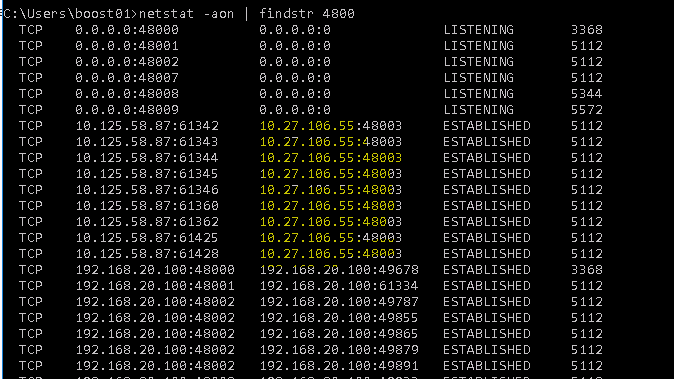 C:\Users\boost01>netstat -aon | findstr 4800
TCP 0.0.0.0:48000 0.0.0.0:0 LISTENING 3368
TCP 0.0.0.0:48001 0.0.0.0:0 LISTENING 5112
TCP 0.0.0.0:48002 0.0.0.0:0 LISTENING 5112
TCP 0.0.0.0:48007 0.0.0.0:0 LISTENING 5112
TCP 0.0.0.0:48008 0.0.0.0:0 LISTENING 5344
TCP 0.0.0.0:48009 0.0.0.0:0 LISTENING 5572
TCP 10.125.58.87:61342 10.27.106.55:48003 ESTABLISHED 5112
TCP 10.125.58.87:61343 10.27.106.55:48003 ESTABLISHED 5112
TCP 10.125.58.87:61344 10.27.106.55:48003 ESTABLISHED 5112
TCP 10.125.58.87:61345 10.27.106.55:48003 ESTABLISHED 5112
TCP 10.125.58.87:61346 10.27.106.55:48003 ESTABLISHED 5112
TCP 10.125.58.87:61360 10.27.106.55:48003 ESTABLISHED 5112
TCP 10.125.58.87:61362 10.27.106.55:48003 ESTABLISHED 5112
TCP 10.125.58.87:61425 10.27.106.55:48003 ESTABLISHED 5112
TCP 10.125.58.87:61428 10.27.106.55:48003 ESTABLISHED 5112
TCP 192.168.20.100:48000 192.168.20.100:49678 ESTABLISHED 3368
TCP 192.168.20.100:48001 192.168.20.100:61334 ESTABLISHED 5112
TCP 192.168.20.100:48002 192.168.20.100:49787 ESTABLISHED 5112
TCP 192.168.20.100:48002 192.168.20.100:49855 ESTABLISHED 5112
TCP 192.168.20.100:48002 192.168.20.100:49865 ESTABLISHED 5112
TCP 192.168.20.100:48002 192.168.20.100:49879 ESTABLISHED 5112
TCP 192.168.20.100:48002 192.168.20.100:49891 ESTABLISHED 5112